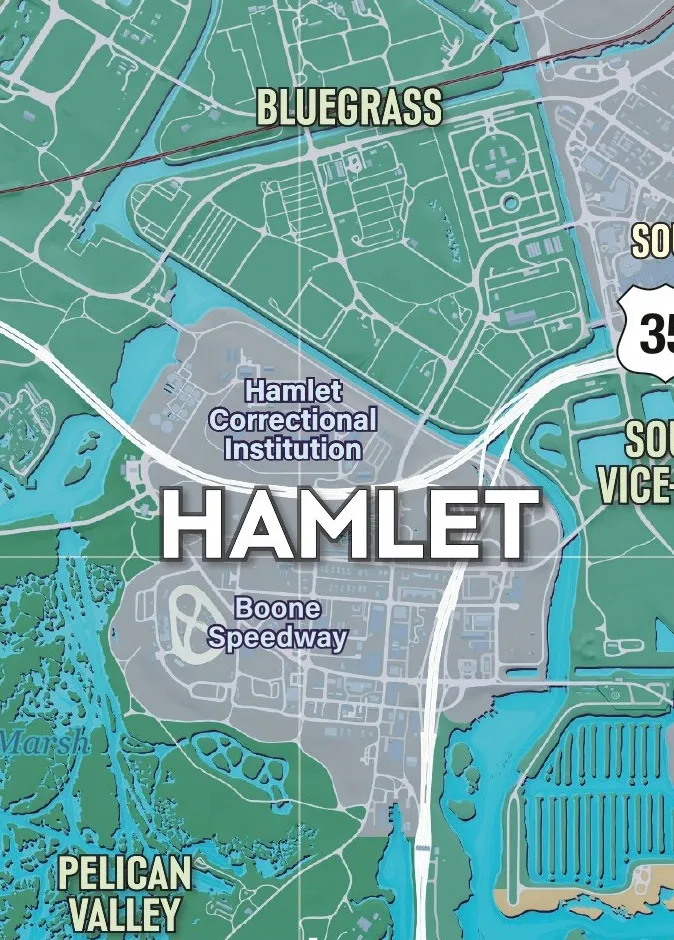 BLUEGRASS
SOU
35
Hamlet
Correctional
Institution
SOU
VICE-
HAMLET
Boone
Speedway
Marsh
PELICAN
VALLEY